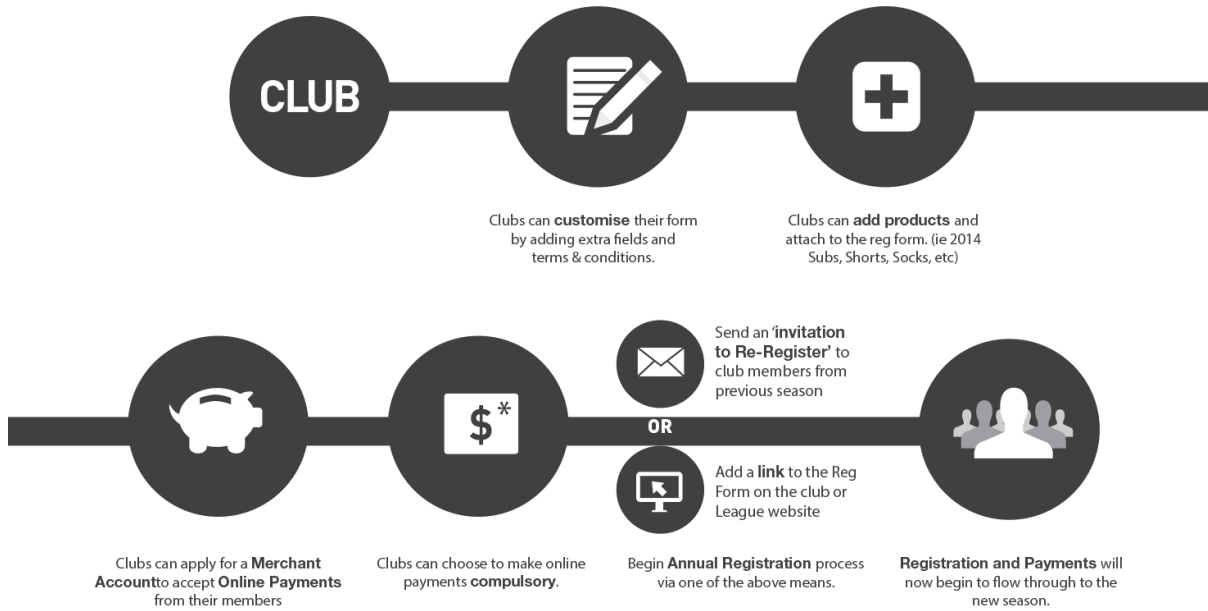 CLUB
Clubs can customise their form
by adding extra fields and
terms & conditions.
Clubs can add products and
attach to the reg form. (ie 2014
Subs, Shorts, Socks, etc)
$*
Send an ‘invitation
to Re-Register’ to
club members from
previous season
OR
Add a link to the Reg
Form on the club or
League website
Clubs can apply for a Merchant
Accountto accept Online Payments
from their members
Clubs can choose to make online
payments compulsory.
Begin Annual Registration process
via one of the above means.
Registration and Payments will
now begin to flow through to the
new season.